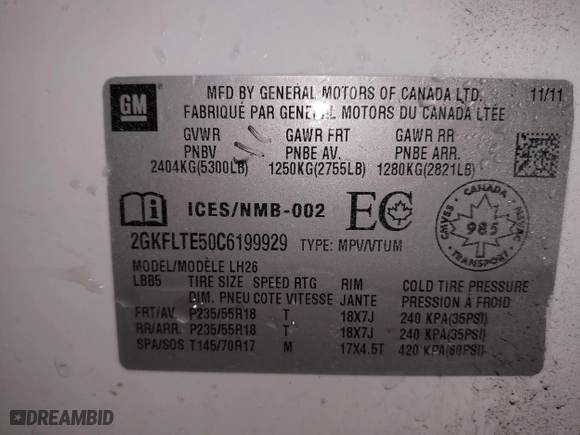 GM
MFD BY GENERAL MOTORS OF CANADA LTD. 11/11
FABRIQUÉ PAR GENERAL MOTORS DU CANADA LTÉE
GVWR GAWR FRT GAWR RR
PNBV PNBE AV. PNBE ARR.
2404KG(5300LB) 1250KG(2755LB) 1280KG(2821LB)
ICES/NMB-002 EC
CANADA
CMVSS NSVAC
985
TRANSPORT
2GKFLTE50C6199929 TYPE: MPV/VTUM
MODEL/MODÈLE LH26
LBB5 TIRE SIZE SPEED RTG RIM COLD TIRE PRESSURE
DIM. PNEU COTE VITESSE JANTE PRESSION À FROID
FRT/AV P235/55R18 T 18X7J 240 KPA(35PSI)
RR/ARR. P235/55R18 T 18X7J 240 KPA(35PSI)
SPA/SOS T145/70R17 M 17X4.5T 420 KPA(60PSI)
DREAMBID